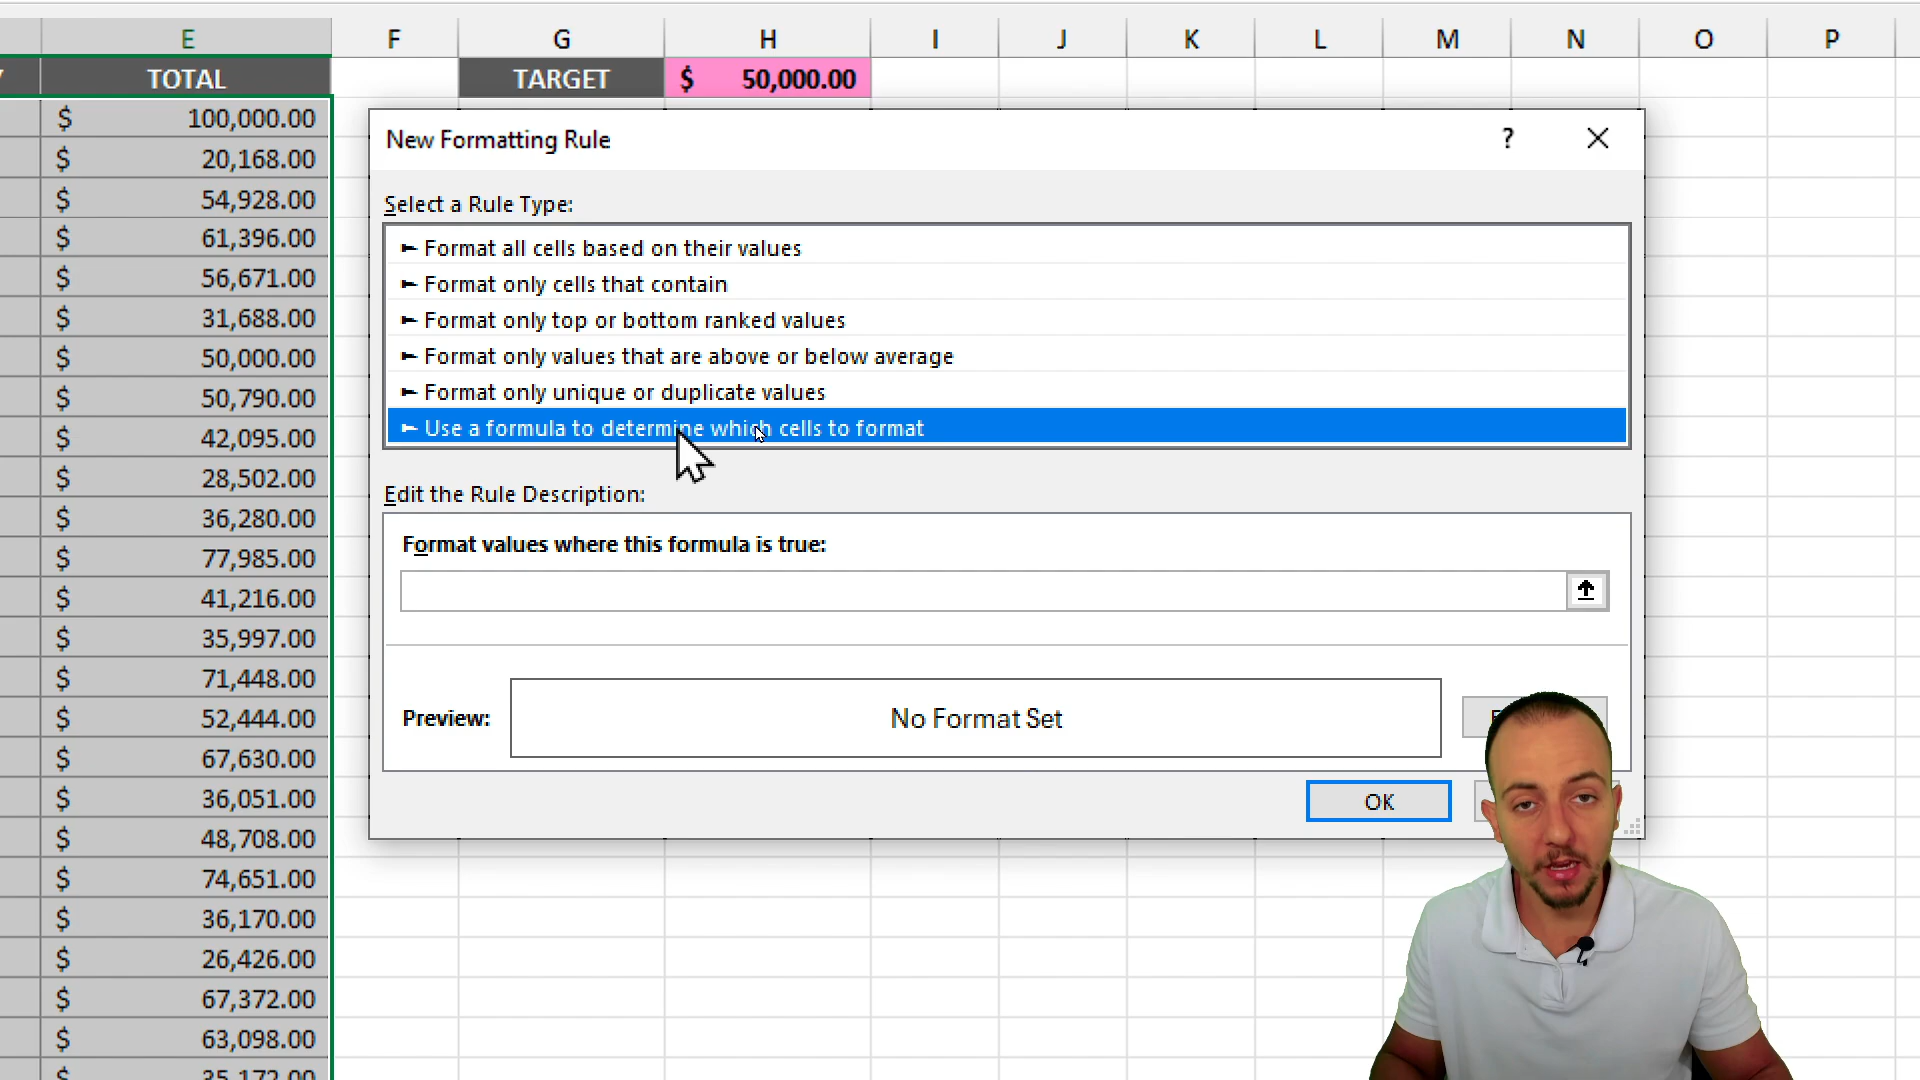 E F G H I J K L M N O P
TOTAL TARGET $ 50,000.00
$ 100,000.00
$ 20,168.00
$ 54,928.00
$ 61,396.00
$ 56,671.00
$ 31,688.00
$ 50,000.00
$ 50,790.00
$ 42,095.00
$ 28,502.00
$ 36,280.00
$ 77,985.00
$ 41,216.00
$ 35,997.00
$ 71,448.00
$ 52,444.00
$ 67,630.00
$ 36,051.00
$ 48,708.00
$ 74,651.00
$ 36,170.00
$ 26,426.00
$ 67,372.00
$ 63,098.00
$ 35,172.00
New Formatting Rule ?
Select a Rule Type:
► Format all cells based on their values
► Format only cells that contain
► Format only top or bottom ranked values
► Format only values that are above or below average
► Format only unique or duplicate values
► Use a formula to determine which cells to format
Edit the Rule Description:
Format values where this formula is true:
Preview: No Format Set
OK